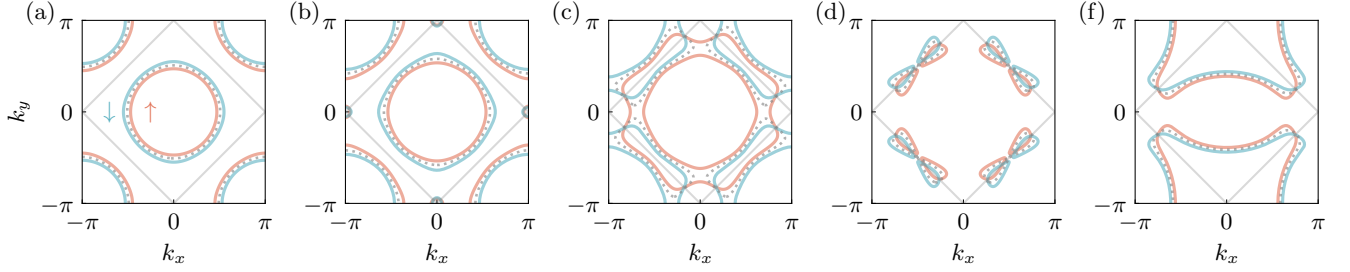 (a) (b) (c) (d) (f)
π π π π π
k_y 0 0 0 0 0
↓ ↑
−π −π −π −π −π
−π 0 π −π 0 π −π 0 π −π 0 π −π 0 π
k_x k_x k_x k_x k_x